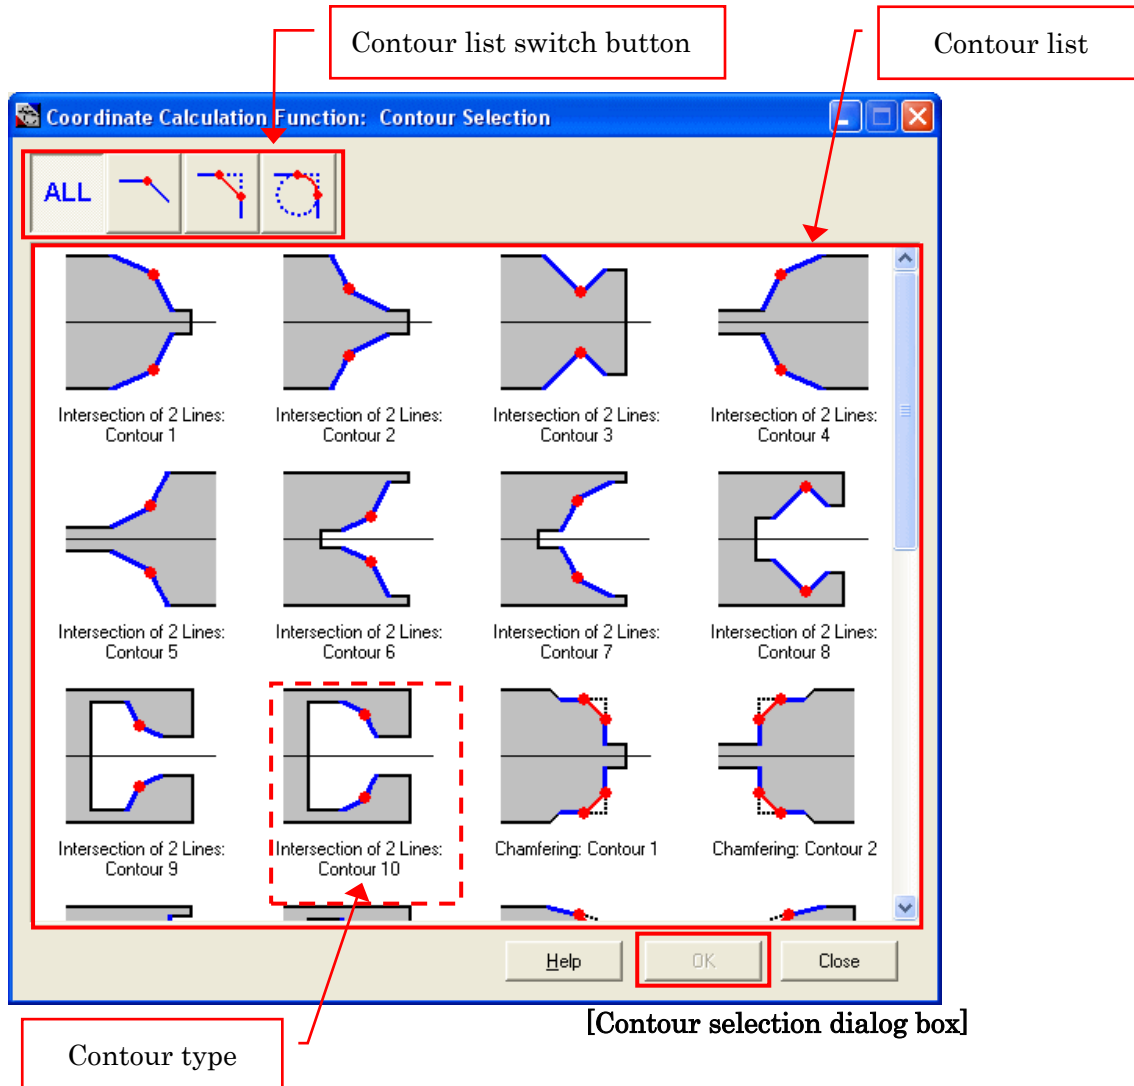 Contour list switch button
Contour list
Coordinate Calculation Function: Contour Selection
ALL
Intersection of 2 Lines:
Contour 1
Intersection of 2 Lines:
Contour 2
Intersection of 2 Lines:
Contour 3
Intersection of 2 Lines:
Contour 4
Intersection of 2 Lines:
Contour 5
Intersection of 2 Lines:
Contour 6
Intersection of 2 Lines:
Contour 7
Intersection of 2 Lines:
Contour 8
Intersection of 2 Lines:
Contour 9
Intersection of 2 Lines:
Contour 10
Chamfering: Contour 1
Chamfering: Contour 2
Help
OK
Close
[Contour selection dialog box]
Contour type